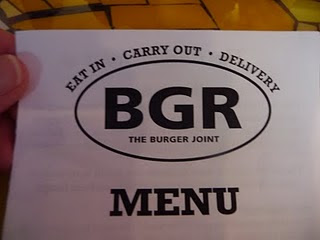 EAT IN · CARRY OUT · DELIVERY
BGR
THE BURGER JOINT
MENU